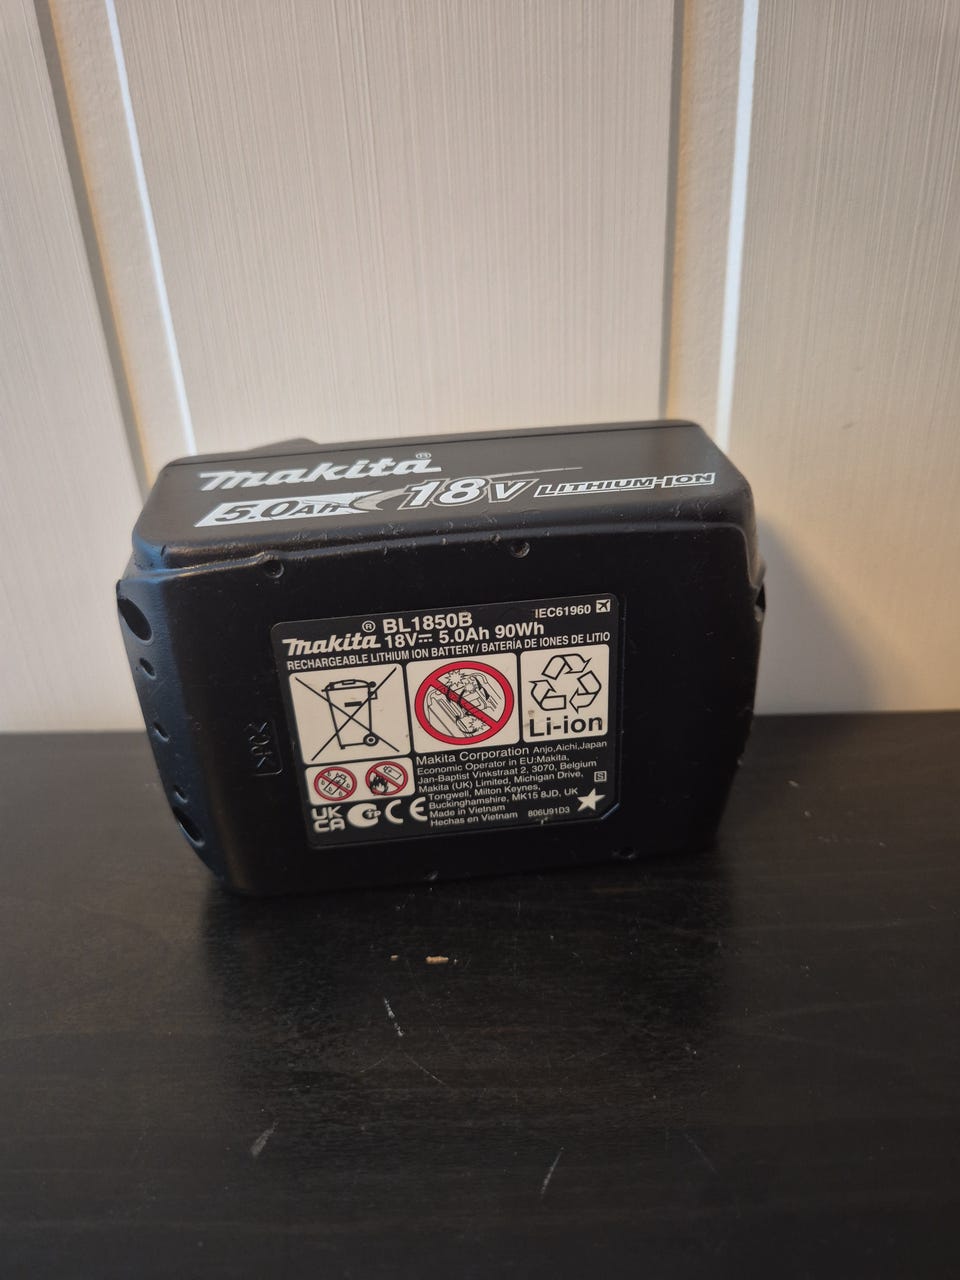 makita®
5.0Ah 18V LITHIUM-ION
makita® BL1850B IEC61960
18V 5.0Ah 90Wh
RECHARGEABLE LITHIUM ION BATTERY / BATERÍA DE IONES DE LITIO
Li-ion
Makita Corporation Anjo,Aichi,Japan
Economic Operator in EU:Makita,
Jan-Baptist Vinkstraat 2, 3070, Belgium
Makita (UK) Limited, Michigan Drive,
Tongwell, Milton Keynes,
Buckinghamshire, MK15 8JD, UK
Made in Vietnam
Hechas en Vietnam 806U91D3
S
UK
CA
CE
>PC<